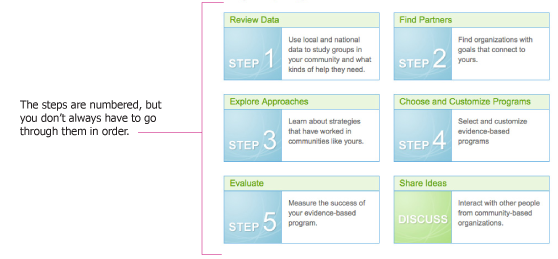 The steps are numbered, but
you don't always have to go
through them in order.
Review Data
STEP 1
Use local and national
data to study groups in
your community and what
kinds of help they need.
Find Partners
STEP 2
Find organizations with
goals that connect to
yours.
Explore Approaches
STEP 3
Learn about strategies
that have worked in
communities like yours.
Choose and Customize Programs
STEP 4
Select and customize
evidence-based
programs
Evaluate
STEP 5
Measure the success of
your evidence-based
program.
Share Ideas
DISCUSS
Interact with other people
from community-based
organizations.